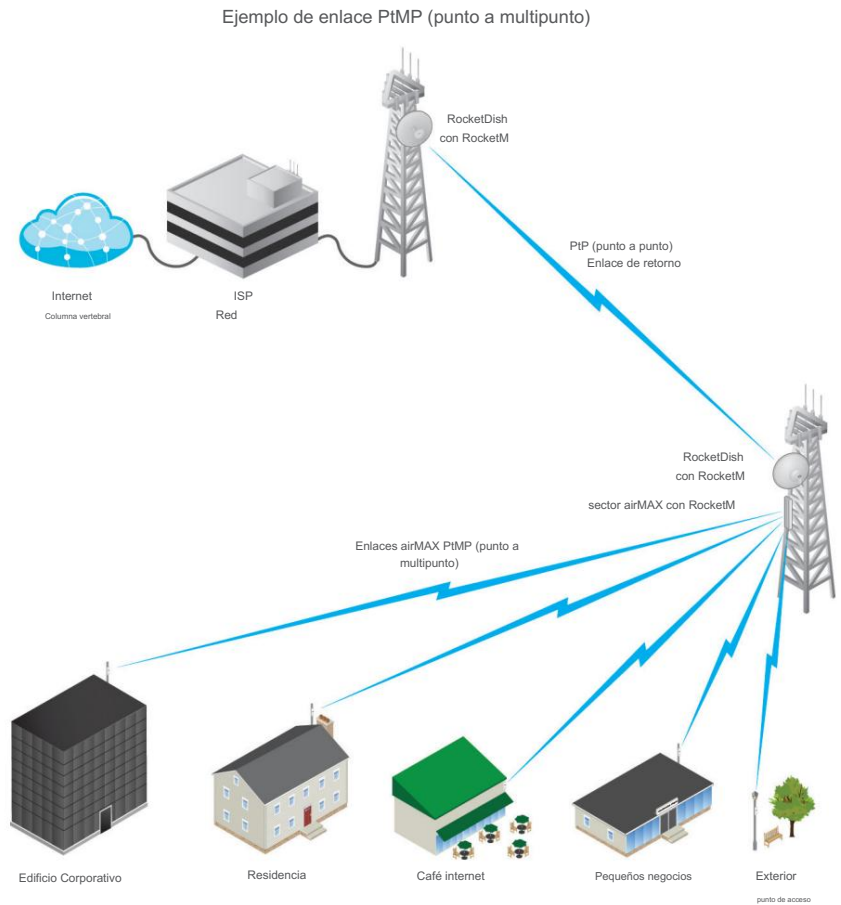 Ejemplo de enlace PtMP (punto a multipunto)
RocketDish
con RocketM
PtP (punto a punto)
Enlace de retorno
Internet
Columna vertebral
ISP
Red
RocketDish
con RocketM
sector airMAX con RocketM
Enlaces airMAX PtMP (punto a
multipunto)
Edificio Corporativo
Residencia
Café internet
Pequeños negocios
Exterior
punto de acceso